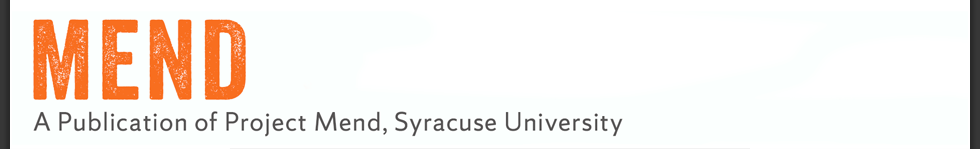 MEND
A Publication of Project Mend, Syracuse University